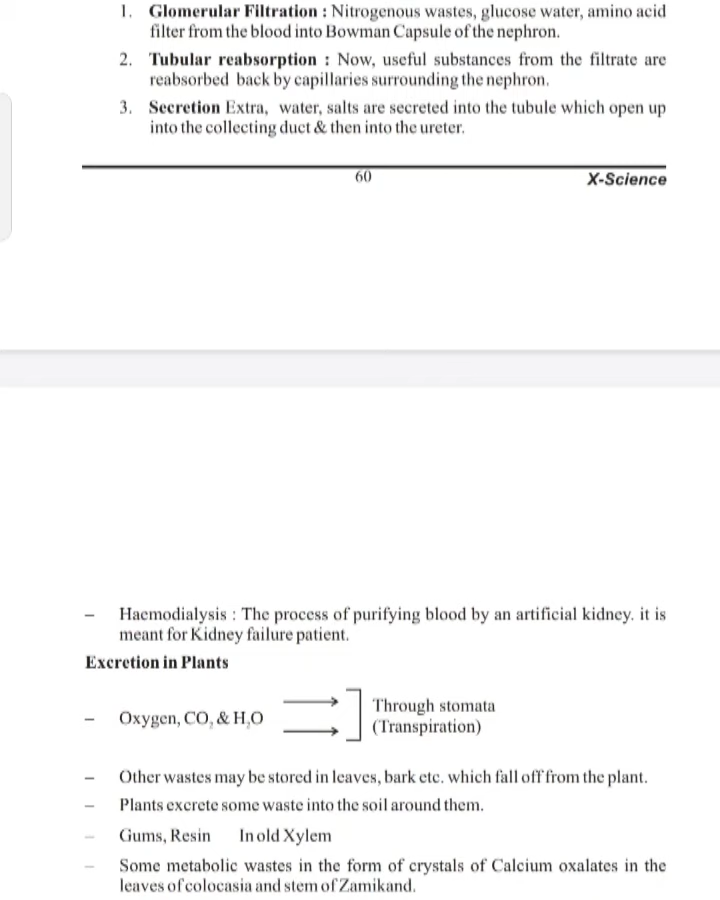 1. Glomerular Filtration : Nitrogenous wastes, glucose water, amino acid
filter from the blood into Bowman Capsule of the nephron.
2. Tubular reabsorption : Now, useful substances from the filtrate are
reabsorbed back by capillaries surrounding the nephron.
3. Secretion Extra, water, salts are secreted into the tubule which open up
into the collecting duct & then into the ureter.
60 X-Science
– Haemodialysis : The process of purifying blood by an artificial kidney. it is
meant for Kidney failure patient.
Excretion in Plants
– Oxygen, CO₂ & H₂O
Through stomata
(Transpiration)
– Other wastes may be stored in leaves, bark etc. which fall off from the plant.
– Plants excrete some waste into the soil around them.
– Gums, Resin In old Xylem
– Some metabolic wastes in the form of crystals of Calcium oxalates in the
leaves of colocasia and stem of Zamikand.